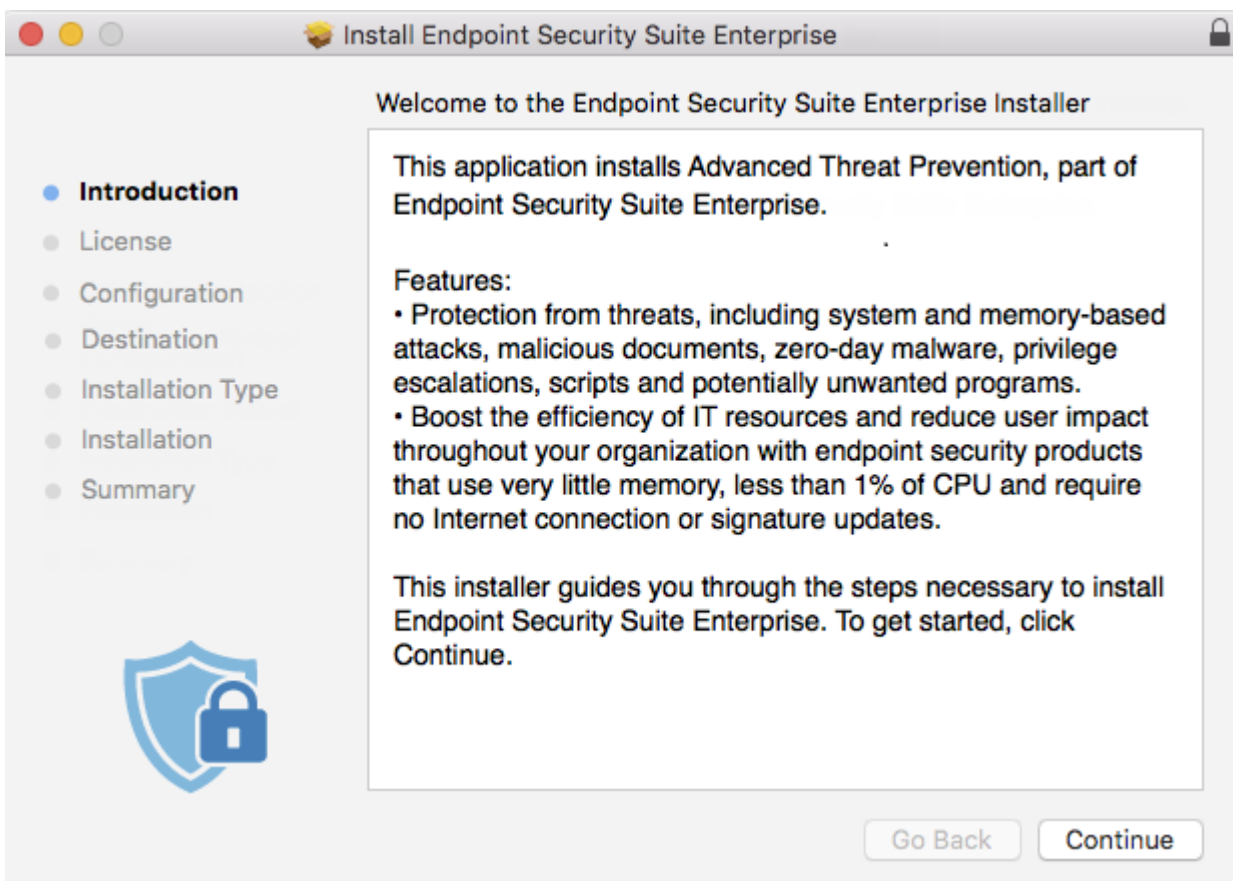 Install Endpoint Security Suite Enterprise
Welcome to the Endpoint Security Suite Enterprise Installer
Introduction
License
Configuration
Destination
Installation Type
Installation
Summary
This application installs Advanced Threat Prevention, part of
Endpoint Security Suite Enterprise.
.
Features:
• Protection from threats, including system and memory-based
attacks, malicious documents, zero-day malware, privilege
escalations, scripts and potentially unwanted programs.
• Boost the efficiency of IT resources and reduce user impact
throughout your organization with endpoint security products
that use very little memory, less than 1% of CPU and require
no Internet connection or signature updates.
This installer guides you through the steps necessary to install
Endpoint Security Suite Enterprise. To get started, click
Continue.
Go Back
Continue